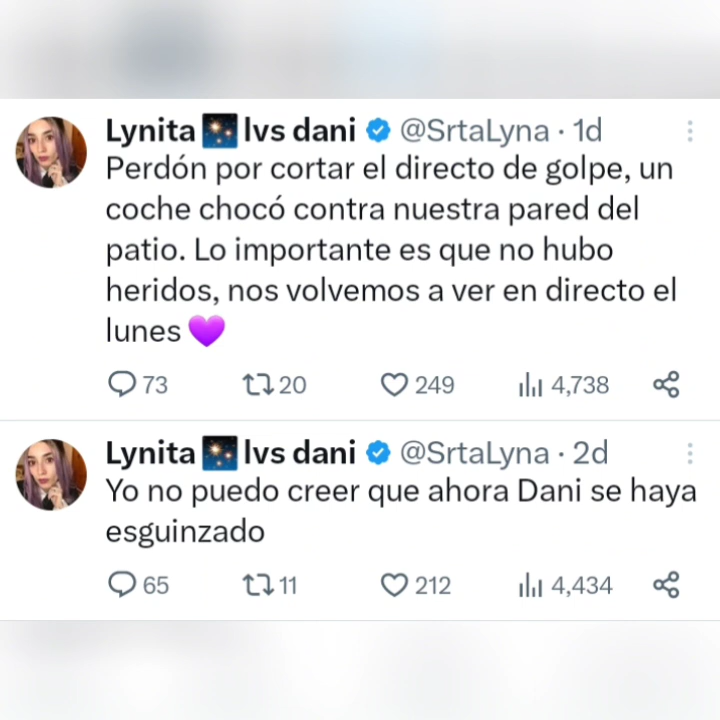 Lynita 🎇 lvs dani @SrtaLyna · 1d
Perdón por cortar el directo de golpe, un
coche chocó contra nuestra pared del
patio. Lo importante es que no hubo
heridos, nos volvemos a ver en directo el
lunes 💜
73 20 249 4,738
Lynita 🎇 lvs dani @SrtaLyna · 2d
Yo no puedo creer que ahora Dani se haya
esguinzado
65 11 212 4,434